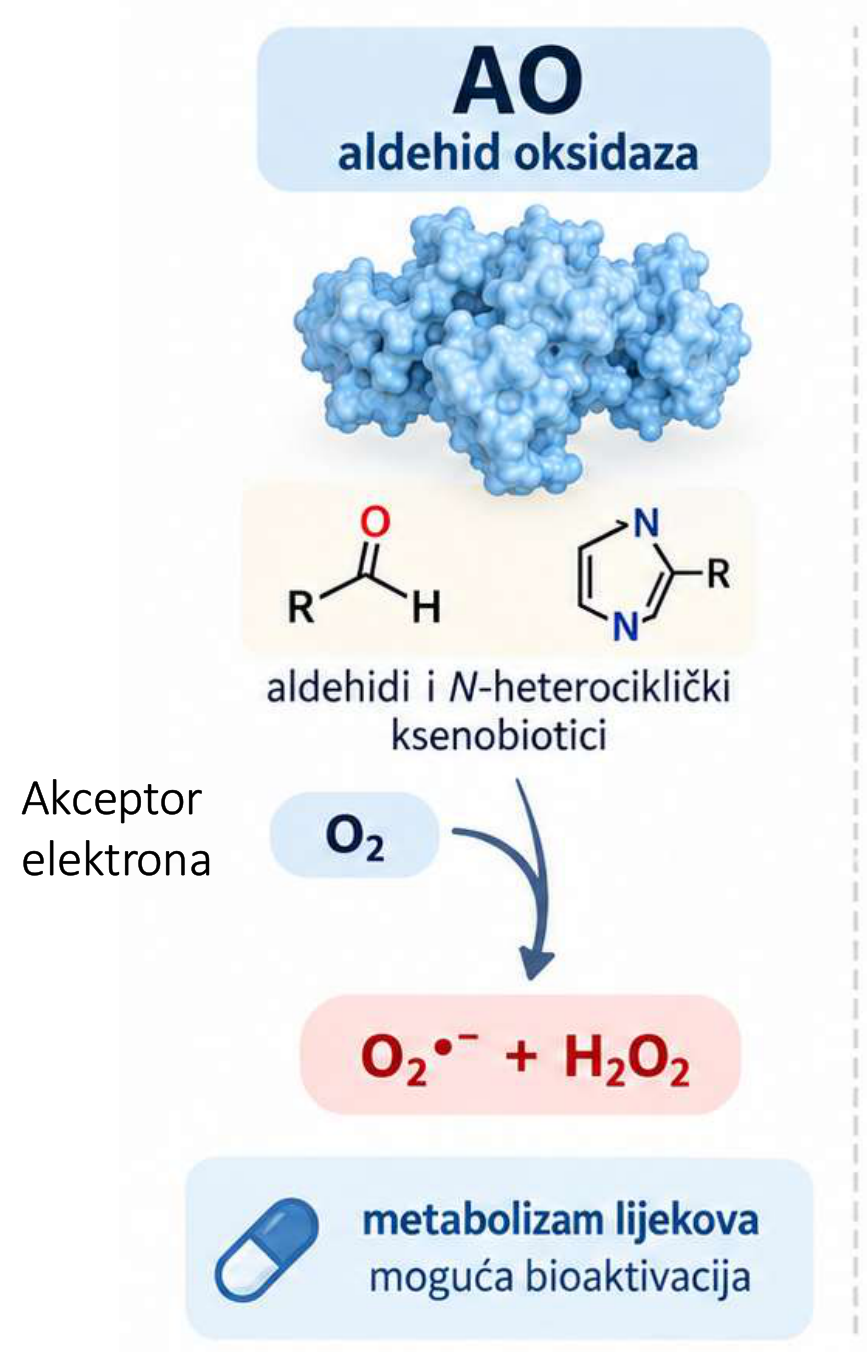 AO
aldehid oksidaza
O
R
H
N
R
N
aldehidi i N-heterociklički
ksenobiotici
Akceptor
elektrona
O₂
O₂•⁻ + H₂O₂
metabolizam lijekova
moguća bioaktivacija